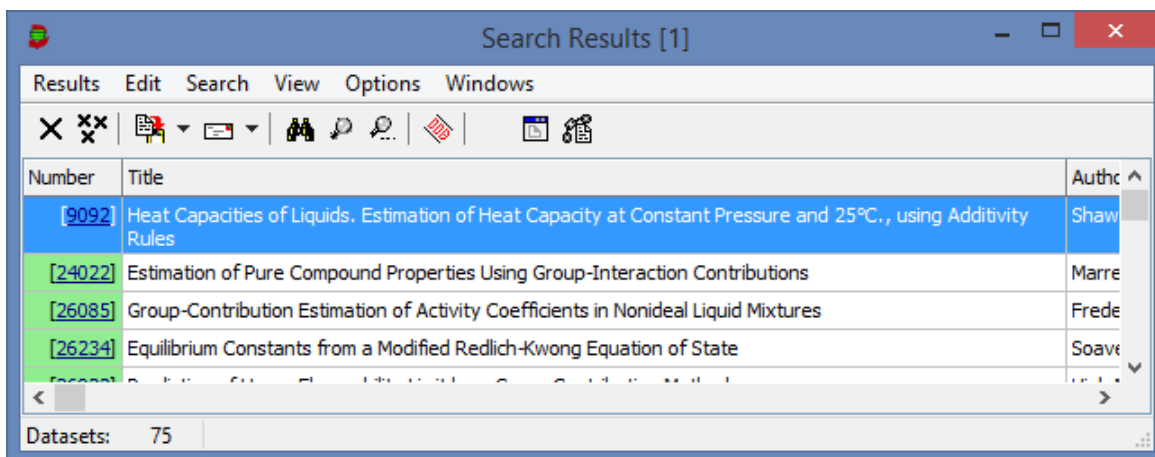 Search Results [1]
Results Edit Search View Options Windows
Number Title Autho
[9092] Heat Capacities of Liquids. Estimation of Heat Capacity at Constant Pressure and 25°C., using Additivity Shaw
Rules
[24022] Estimation of Pure Compound Properties Using Group-Interaction Contributions Marre
[26085] Group-Contribution Estimation of Activity Coefficients in Nonideal Liquid Mixtures Frede
[26234] Equilibrium Constants from a Modified Redlich-Kwong Equation of State Soave
Datasets: 75